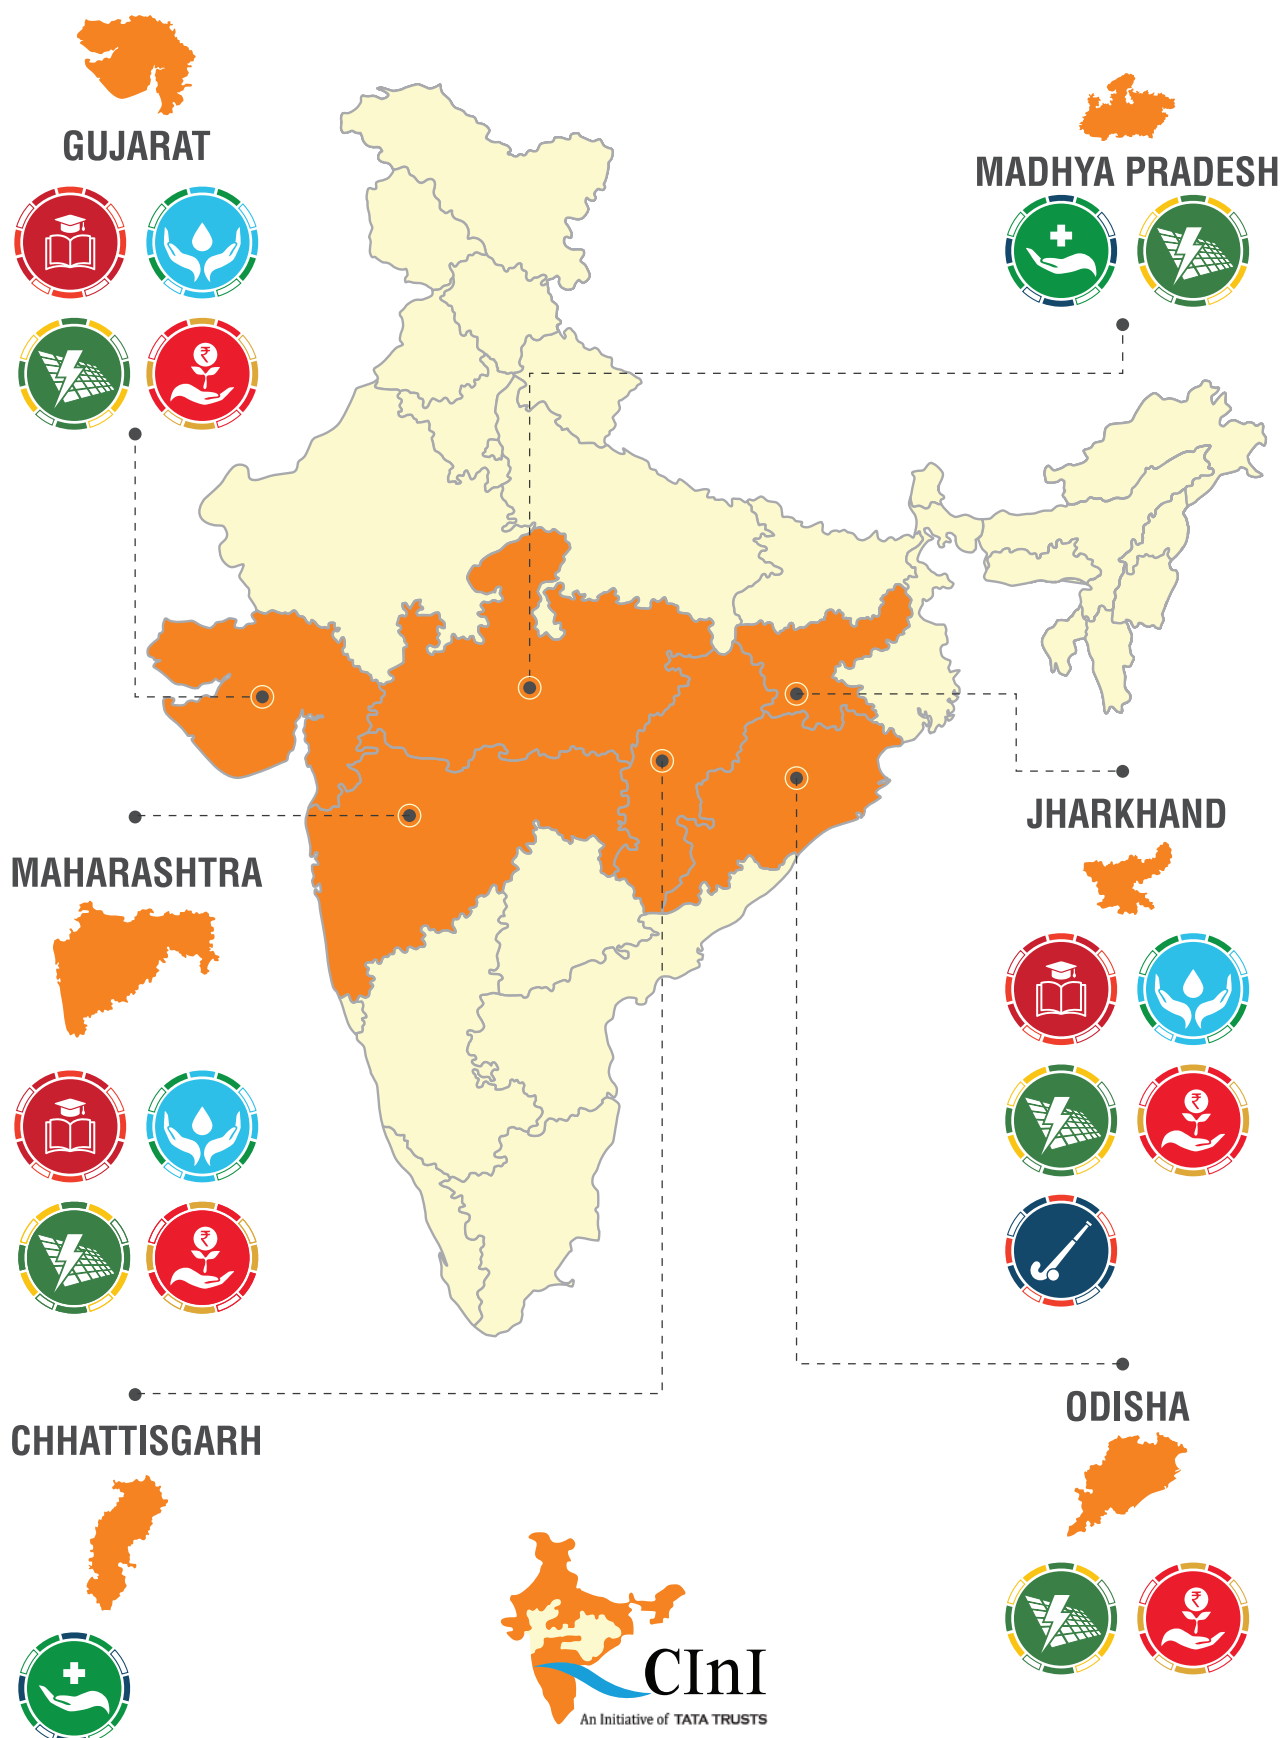 GUJARAT
MADHYA PRADESH
₹
MAHARASHTRA
JHARKHAND
₹
₹
CHHATTISGARH
ODISHA
₹
CInI
An Initiative of TATA TRUSTS